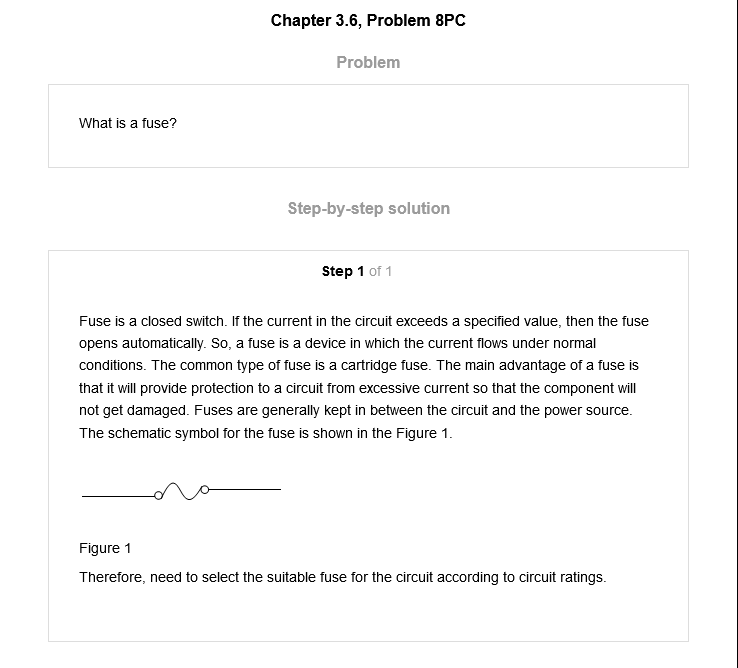 Chapter 3.6, Problem 8PC
Problem
What is a fuse?
Step-by-step solution
Step 1 of 1
Fuse is a closed switch. If the current in the circuit exceeds a specified value, then the fuse
opens automatically. So, a fuse is a device in which the current flows under normal
conditions. The common type of fuse is a cartridge fuse. The main advantage of a fuse is
that it will provide protection to a circuit from excessive current so that the component will
not get damaged. Fuses are generally kept in between the circuit and the power source.
The schematic symbol for the fuse is shown in the Figure 1.
Figure 1
Therefore, need to select the suitable fuse for the circuit according to circuit ratings.